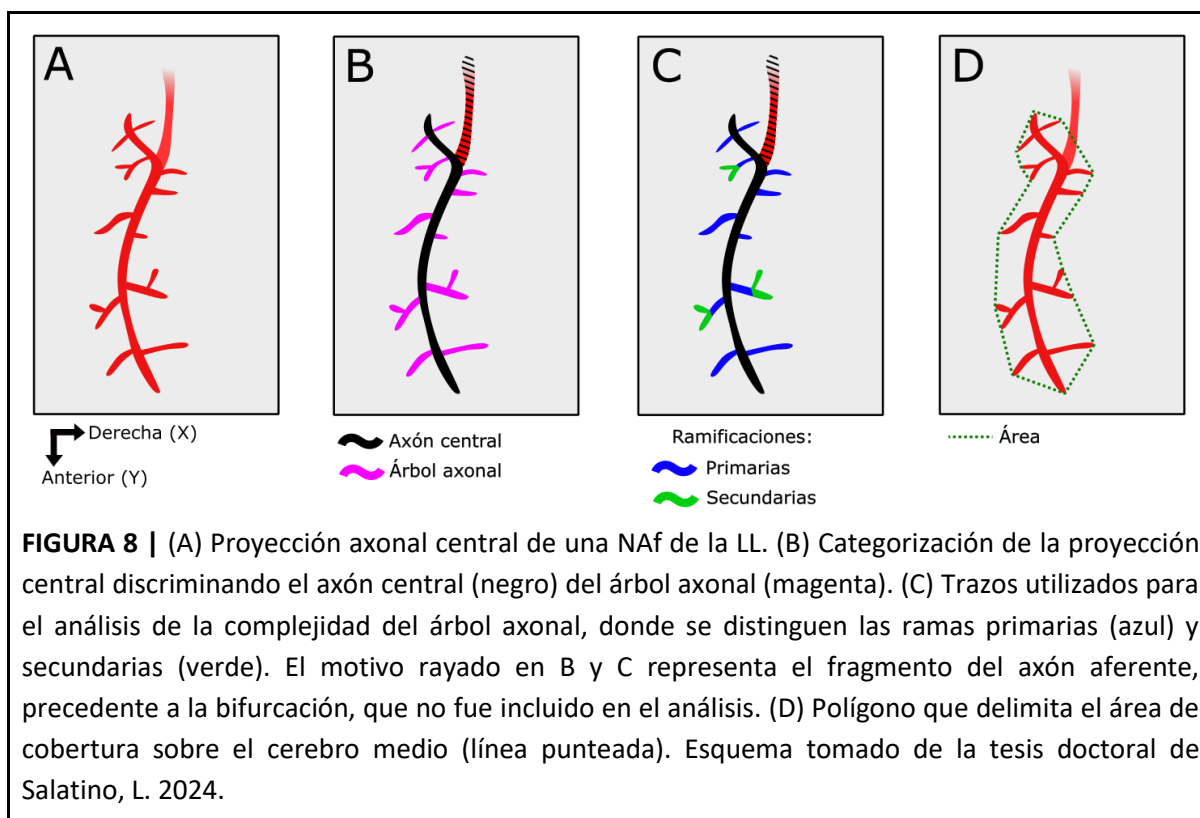 A
B
C
D
Derecha (X)
Anterior (Y)
Axón central
Árbol axonal
Ramificaciones:
Primarias
Secundarias
Área
FIGURA 8 | (A) Proyección axonal central de una NAf de la LL. (B) Categorización de la proyección
central discriminando el axón central (negro) del árbol axonal (magenta). (C) Trazos utilizados para
el análisis de la complejidad del árbol axonal, donde se distinguen las ramas primarias (azul) y
secundarias (verde). El motivo rayado en B y C representa el fragmento del axón aferente,
precedente a la bifurcación, que no fue incluido en el análisis. (D) Polígono que delimita el área de
cobertura sobre el cerebro medio (línea punteada). Esquema tomado de la tesis doctoral de
Salatino, L. 2024.